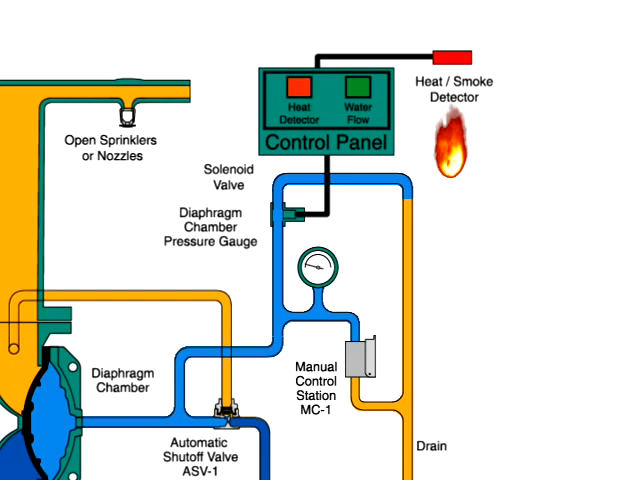 Heat / Smoke
Detector
Heat
Detector
Water
Flow
Control Panel
Open Sprinklers
or Nozzles
Solenoid
Valve
Diaphragm
Chamber
Pressure Gauge
Diaphragm
Chamber
Manual
Control
Station
MC-1
Automatic
Shutoff Valve
ASV-1
Drain